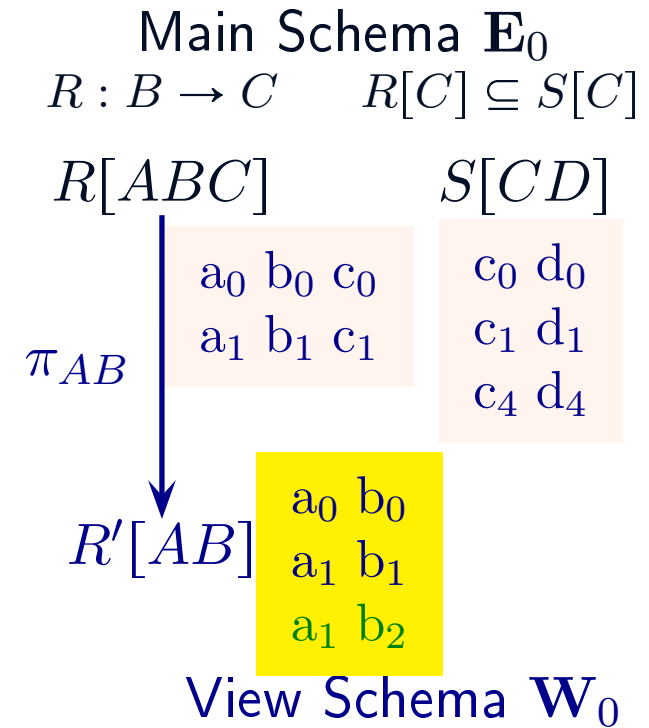 Main Schema E₀
R : B → C R[C] ⊆ S[C]
R[ABC] S[CD]
a₀ b₀ c₀
a₁ b₁ c₁
c₀ d₀
c₁ d₁
c₄ d₄
π_AB
a₀ b₀
a₁ b₁
a₁ b₂
R′[AB]
View Schema W₀